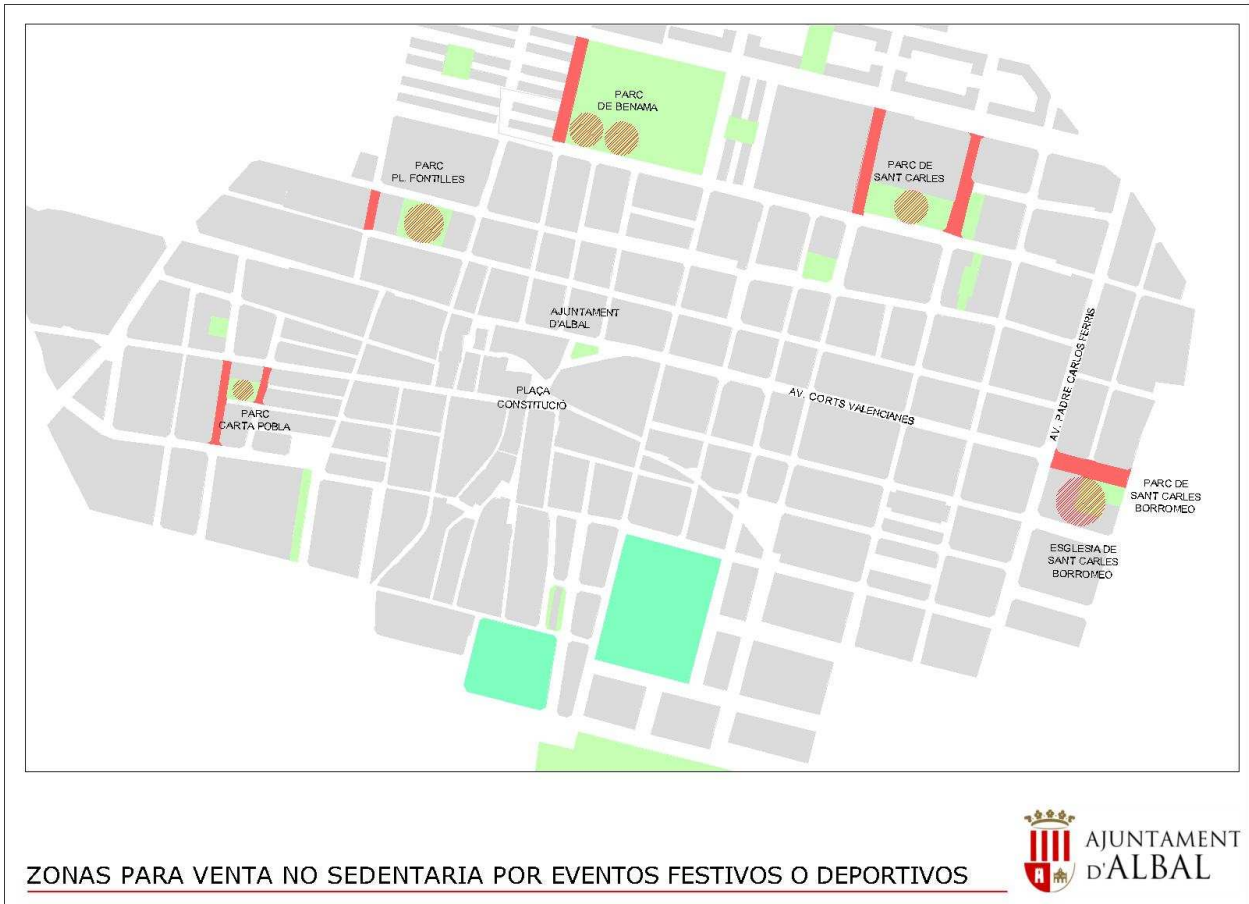 PARC
DE BENAMA
PARC
PL. FONTILLES
PARC DE
SANT CARLES
AJUNTAMENT
D'ALBAL
PLAÇA
CONSTITUCIÓ
AV. CORTS VALENCIANES
AV. PADRE CARLOS FERRIS
PARC
CARTA POBLA
PARC DE
SANT CARLES
BORROMEO
ESGLESIA DE
SANT CARLES
BORROMEO
ZONAS PARA VENTA NO SEDENTARIA POR EVENTOS FESTIVOS O DEPORTIVOS
AJUNTAMENT
D'ALBAL